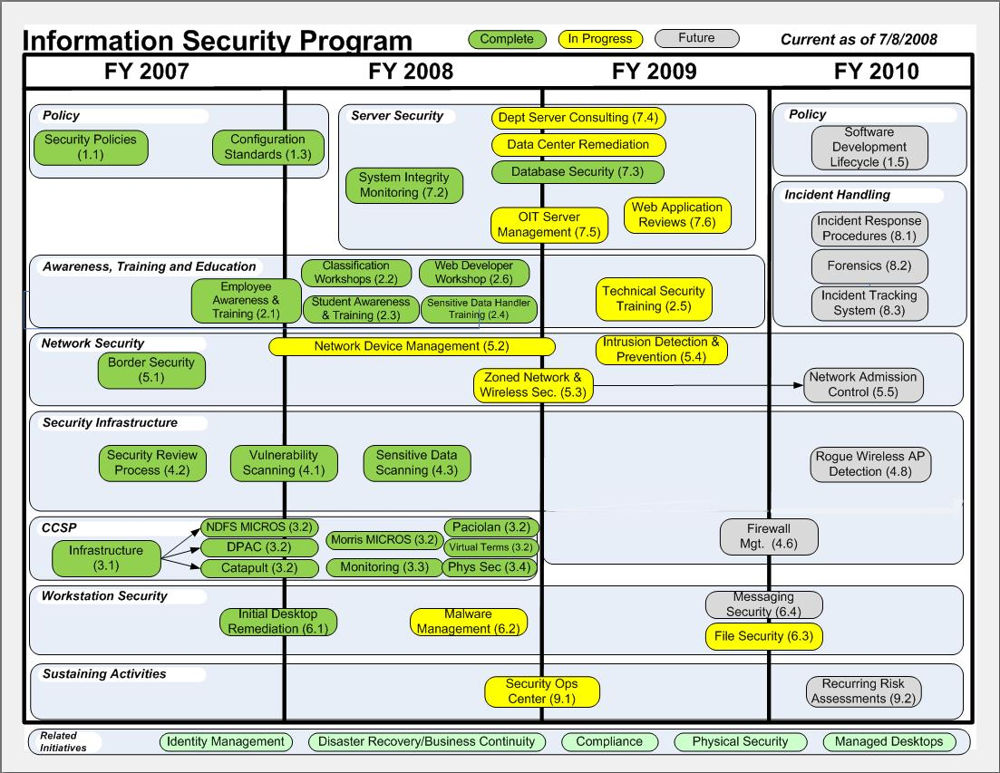 Information Security Program
Complete
In Progress
Future
Current as of 7/8/2008
FY 2007
FY 2008
FY 2009
FY 2010
Policy
Security Policies
(1.1)
Configuration
Standards (1.3)
Server Security
Dept Server Consulting (7.4)
Data Center Remediation
Database Security (7.3)
System Integrity
Monitoring (7.2)
OIT Server
Management (7.5)
Web Application
Reviews (7.6)
Policy
Software
Development
Lifecycle (1.5)
Incident Handling
Incident Response
Procedures (8.1)
Forensics (8.2)
Incident Tracking
System (8.3)
Awareness, Training and Education
Employee
Awareness &
Training (2.1)
Classification
Workshops (2.2)
Web Developer
Workshop (2.6)
Student Awareness
& Training (2.3)
Sensitive Data Handler
Training (2.4)
Technical Security
Training (2.5)
Network Security
Border Security
(5.1)
Network Device Management (5.2)
Intrusion Detection &
Prevention (5.4)
Zoned Network &
Wireless Sec. (5.3)
Network Admission
Control (5.5)
Security Infrastructure
Security Review
Process (4.2)
Vulnerability
Scanning (4.1)
Sensitive Data
Scanning (4.3)
Rogue Wireless AP
Detection (4.8)
Firewall
Mgt. (4.6)
CCSP
Infrastructure
(3.1)
NDFS MICROS (3.2)
DPAC (3.2)
Catapult (3.2)
Morris MICROS (3.2)
Monitoring (3.3)
Paciolan (3.2)
Virtual Terms (3.2)
Phys Sec (3.4)
Workstation Security
Initial Desktop
Remediation (6.1)
Malware
Management (6.2)
Messaging
Security (6.4)
File Security (6.3)
Sustaining Activities
Security Ops
Center (9.1)
Recurring Risk
Assessments (9.2)
Related
Initiatives
Identity Management
Disaster Recovery/Business Continuity
Compliance
Physical Security
Managed Desktops